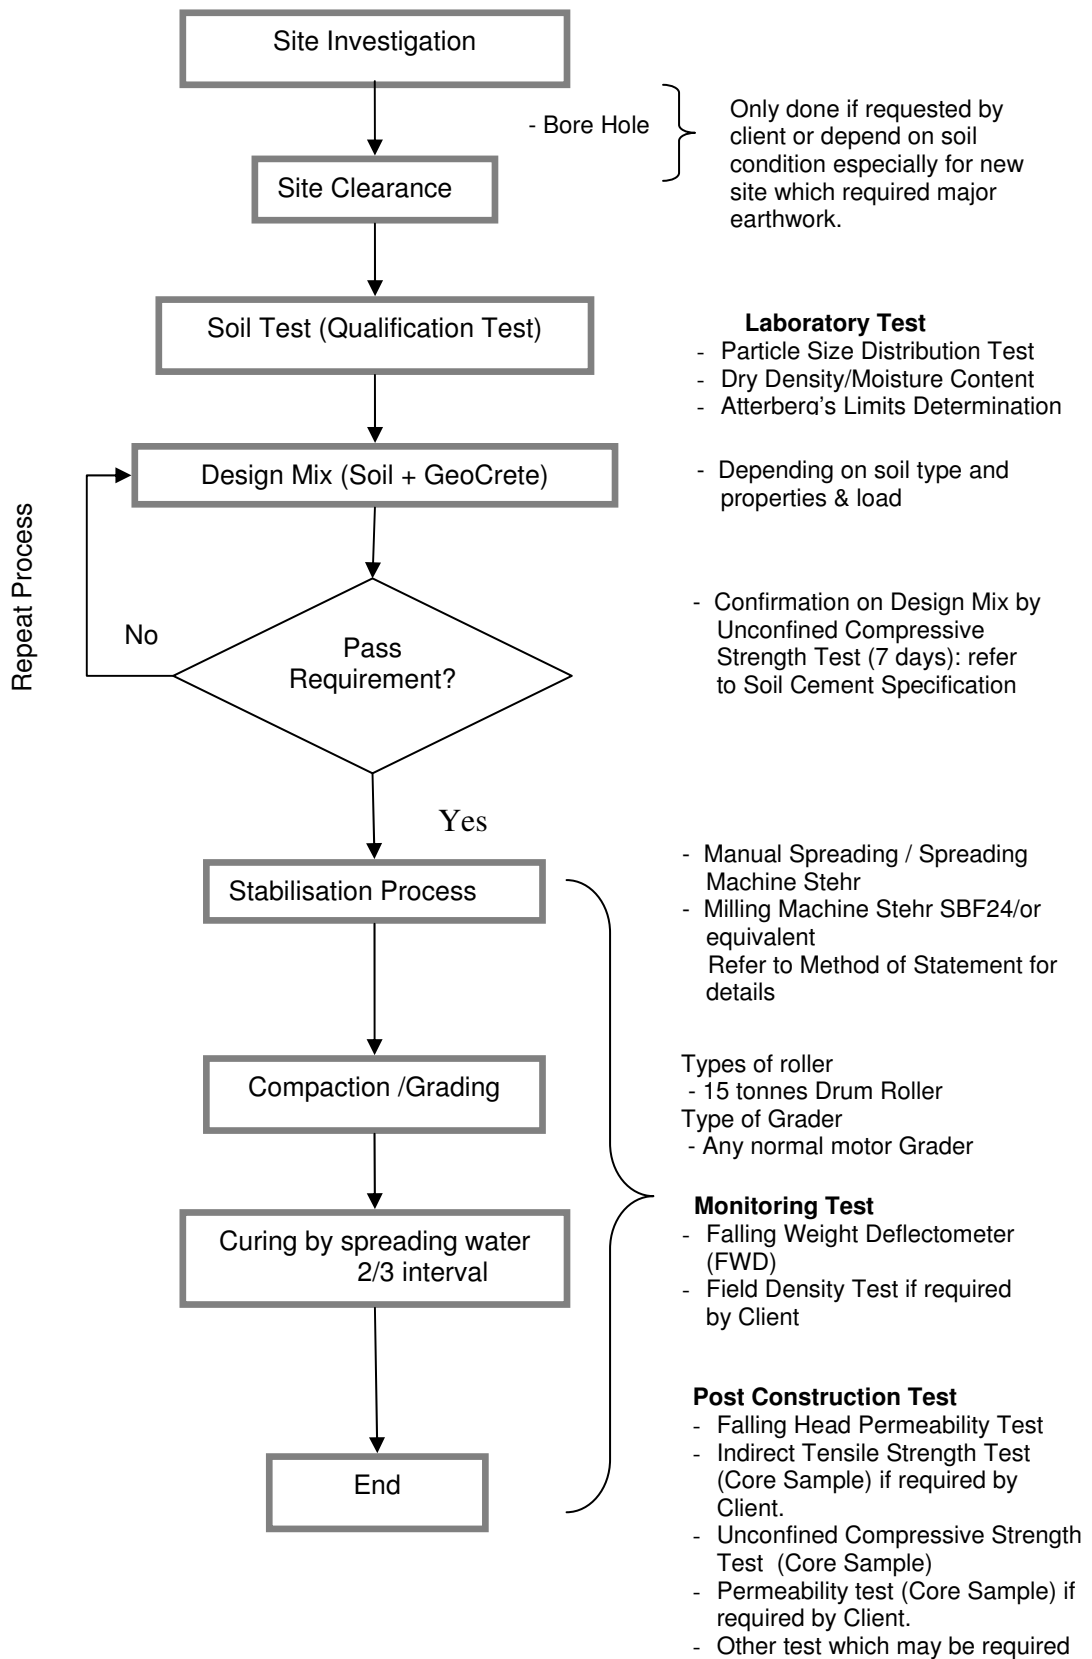 Site Investigation
- Bore Hole
Only done if requested by
client or depend on soil
condition especially for new
site which required major
earthwork.
Site Clearance
Soil Test (Qualification Test)
Laboratory Test
- Particle Size Distribution Test
- Dry Density/Moisture Content
- Atterberg's Limits Determination
Design Mix (Soil + GeoCrete)
- Depending on soil type and
properties & load
Repeat Process
No
Pass
Requirement?
- Confirmation on Design Mix by
Unconfined Compressive
Strength Test (7 days): refer
to Soil Cement Specification
Yes
Stabilisation Process
- Manual Spreading / Spreading
Machine Stehr
- Milling Machine Stehr SBF24/or
equivalent
Refer to Method of Statement for
details
Compaction /Grading
Types of roller
- 15 tonnes Drum Roller
Type of Grader
- Any normal motor Grader
Curing by spreading water
2/3 interval
Monitoring Test
- Falling Weight Deflectometer
(FWD)
- Field Density Test if required
by Client
End
Post Construction Test
- Falling Head Permeability Test
- Indirect Tensile Strength Test
(Core Sample) if required by
Client.
- Unconfined Compressive Strength
Test (Core Sample)
- Permeability test (Core Sample) if
required by Client.
- Other test which may be required